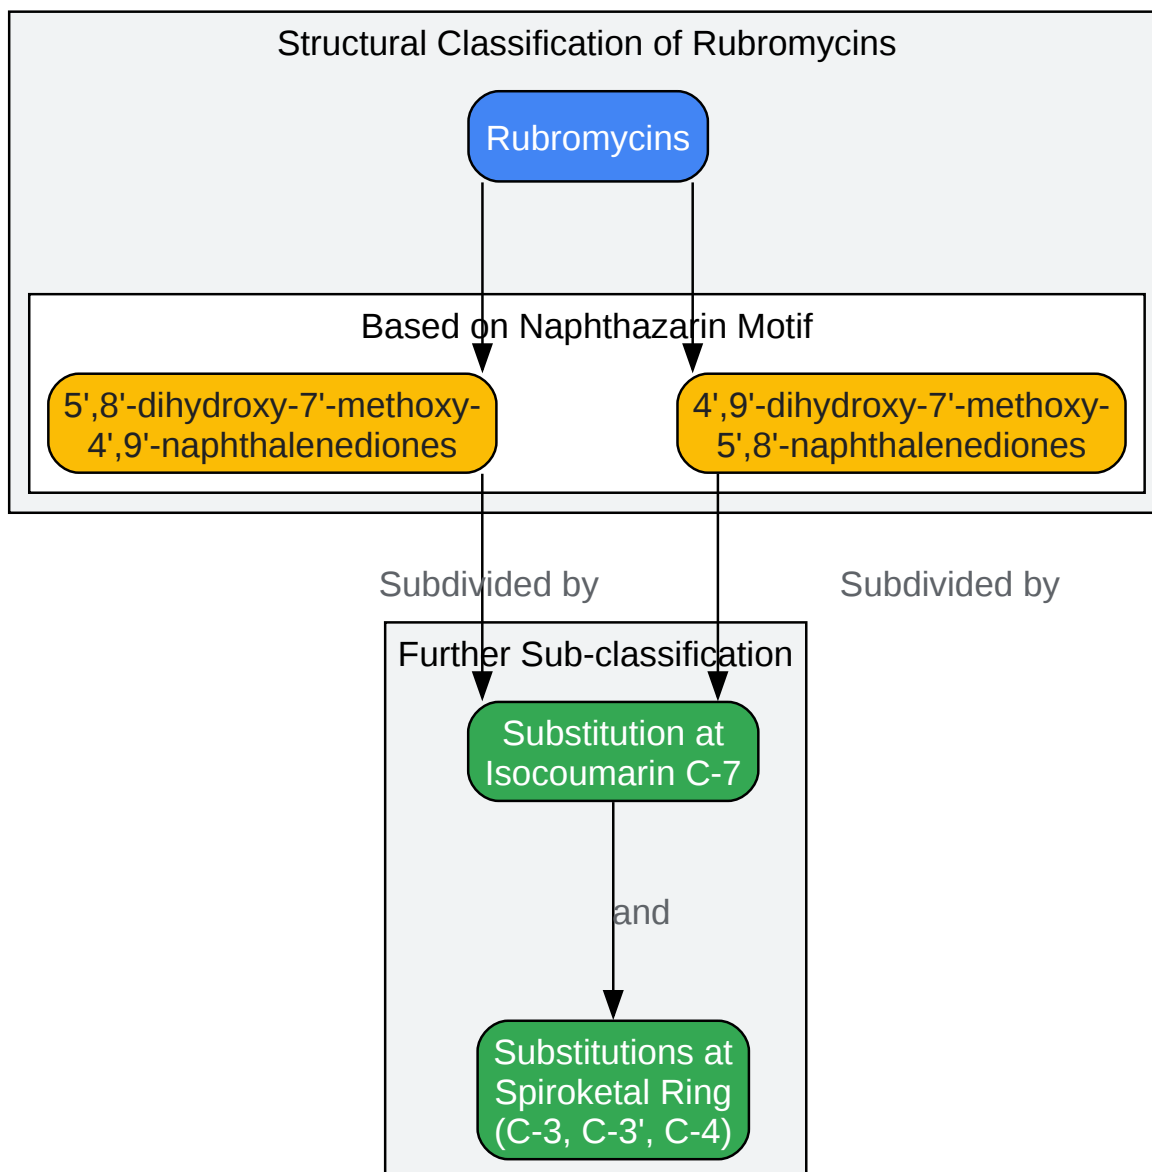 Structural Classification of Rubromycins
Rubromycins
Based on Naphthazarin Motif
5',8'-dihydroxy-7'-methoxy-
4',9'-naphthalenediones
4',9'-dihydroxy-7'-methoxy-
5',8'-naphthalenediones
Subdivided by
Subdivided by
Further Sub-classification
Substitution at
Isocoumarin C-7
and
Substitutions at
Spiroketal Ring
(C-3, C-3', C-4)